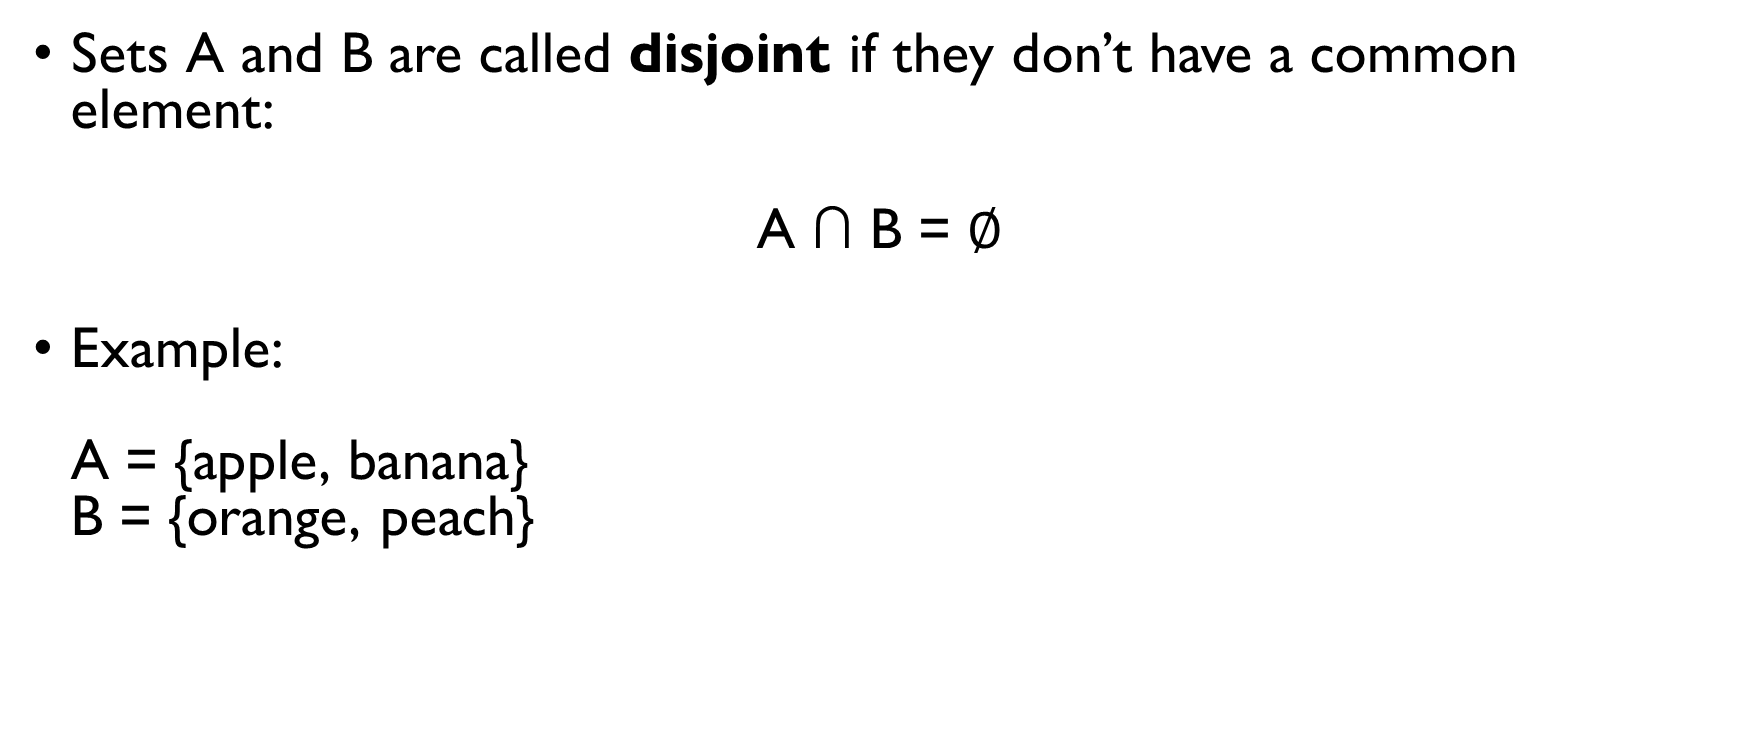 • Sets A and B are called disjoint if they don’t have a common
element:
A ∩ B = ∅
• Example:
A = {apple, banana}
B = {orange, peach}